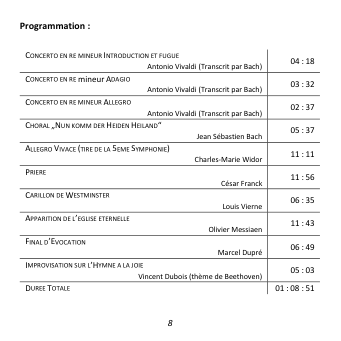 Programmation :
CONCERTO EN RE MINEUR INTRODUCTION ET FUGUE
Antonio Vivaldi (Transcrit par Bach)
04 : 18
CONCERTO EN RE mineur ADAGIO
Antonio Vivaldi (Transcrit par Bach)
03 : 32
CONCERTO EN RE MINEUR ALLEGRO
Antonio Vivaldi (Transcrit par Bach)
02 : 37
CHORAL „NUN KOMM DER HEIDEN HEILAND“
Jean Sébastien Bach
05 : 37
ALLEGRO VIVACE (TIRE DE LA 5EME SYMPHONIE)
Charles-Marie Widor
11 : 11
PRIERE
César Franck
11 : 56
CARILLON DE WESTMINSTER
Louis Vierne
06 : 35
APPARITION DE L’EGLISE ETERNELLE
Olivier Messiaen
11 : 43
FINAL D’EVOCATION
Marcel Dupré
06 : 49
IMPROVISATION SUR L’HYMNE A LA JOIE
Vincent Dubois (thème de Beethoven)
05 : 03
DUREE TOTALE
01 : 08 : 51
8